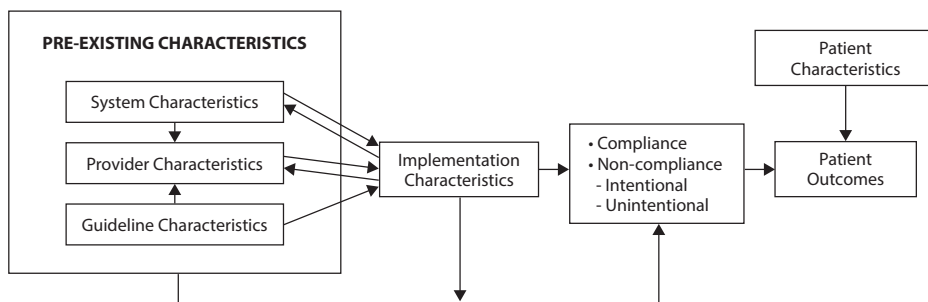 PRE-EXISTING CHARACTERISTICS
System Characteristics
Provider Characteristics
Guideline Characteristics
Implementation
Characteristics
• Compliance
• Non-compliance
- Intentional
- Unintentional
Patient
Characteristics
Patient
Outcomes